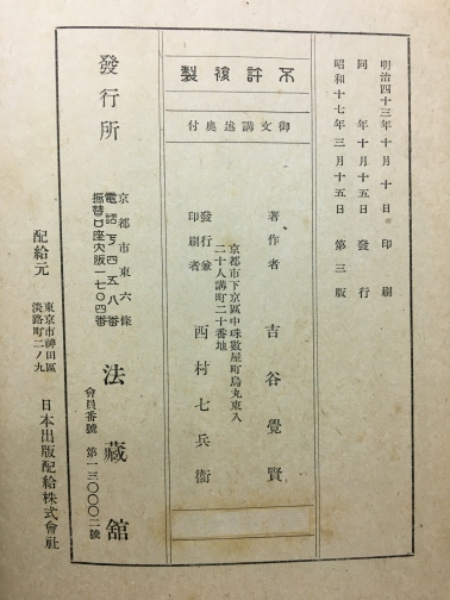 明治四十三年十月十日印刷
同年十月十五日發行
昭和十七年三月十五日第三版
不許複製
御文講述奥付
著作者 吉谷覺賢
京都市下京區中珠數屋町烏丸東入
二十人講町二十番地
發行兼印刷者 西村七兵衞
發行所
京都市東六條
電話下四五八番
振替口座大阪一七〇四番
法藏館
會員番號 第一三〇〇〇二號
配給元
東京市神田區
淡路町二ノ九
日本出版配給株式會社